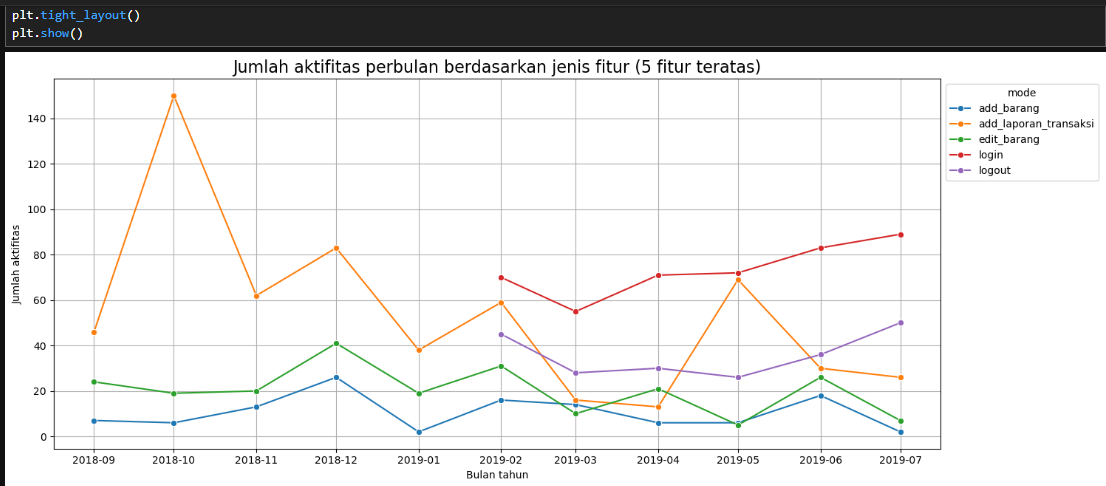 plt.tight_layout()
plt.show()
Jumlah aktifitas perbulan berdasarkan jenis fitur (5 fitur teratas)
mode
add_barang
add_laporan_transaksi
edit_barang
login
logout
Jumlah aktifitas
140
120
100
80
60
40
20
0
2018-09 2018-10 2018-11 2018-12 2019-01 2019-02 2019-03 2019-04 2019-05 2019-06 2019-07
Bulan tahun